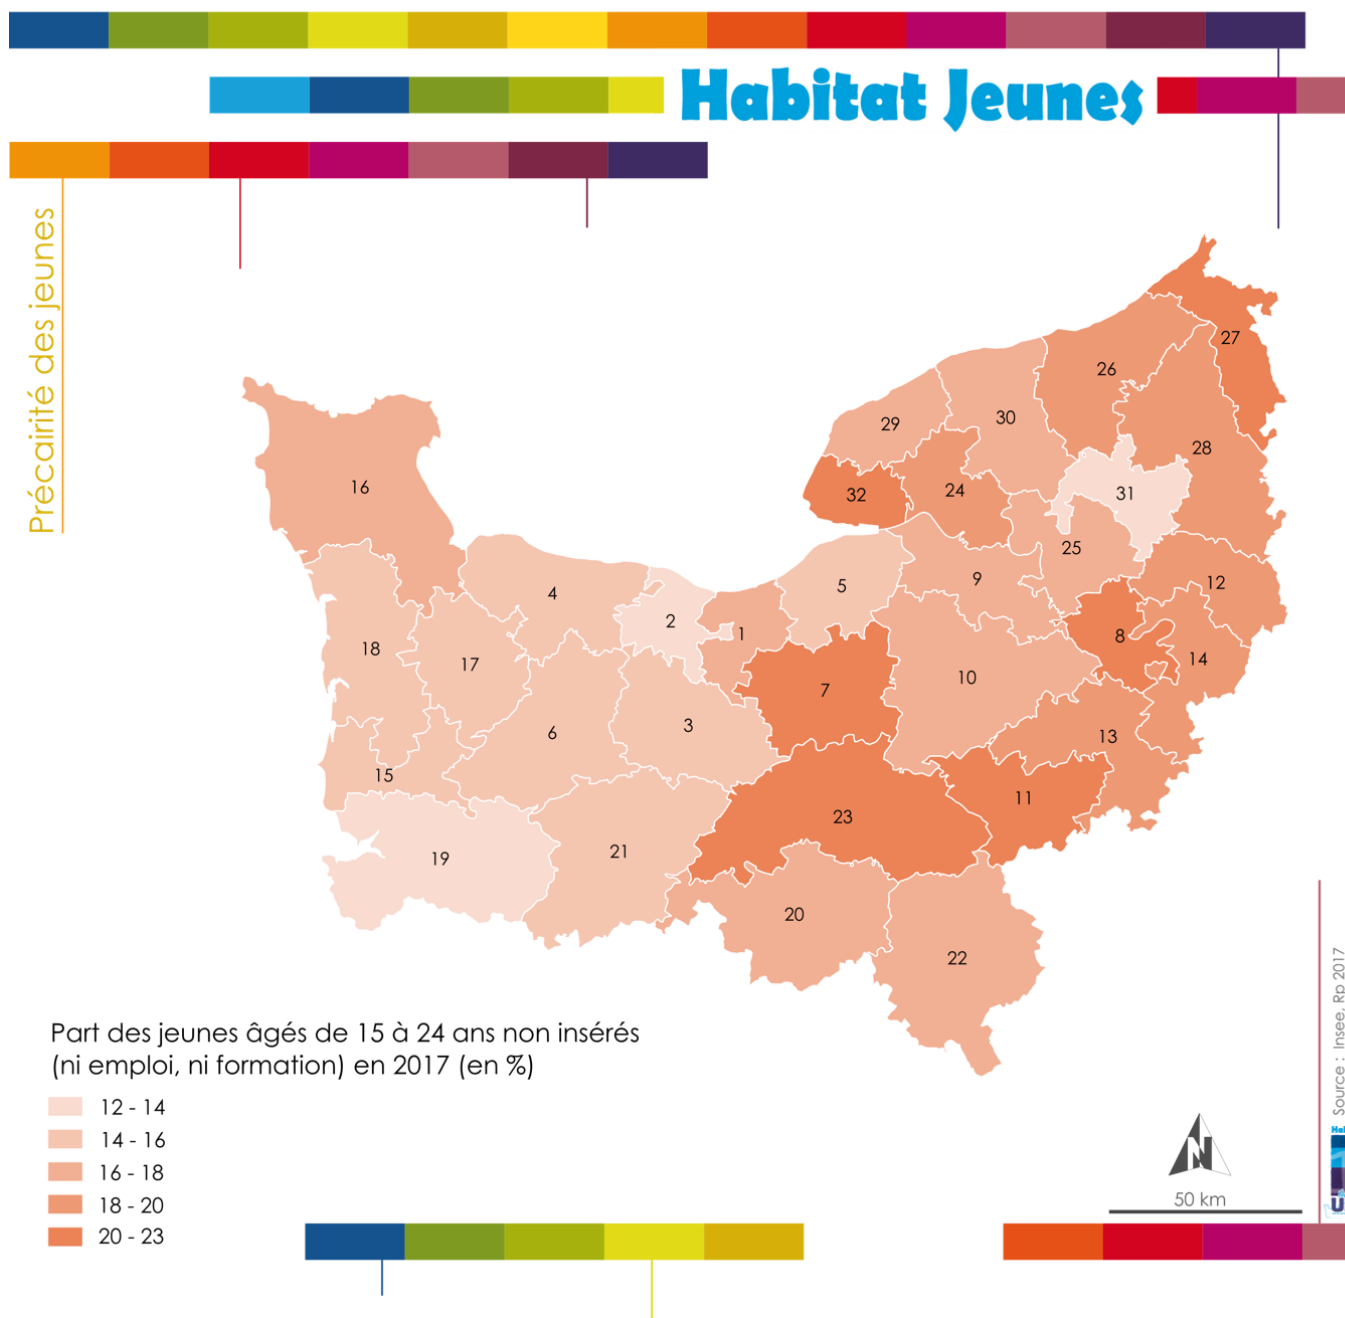 Habitat Jeunes
Précairité des jeunes
27
26
29
30
28
16
32
24
31
25
4
5
9
12
2
1
8
18
17
14
7
10
6
3
13
15
11
23
19
21
20
22
Part des jeunes âgés de 15 à 24 ans non insérés
(ni emploi, ni formation) en 2017 (en %)
12 - 14
14 - 16
16 - 18
18 - 20
20 - 23
N
50 km
Source : Insee, Rp 2017